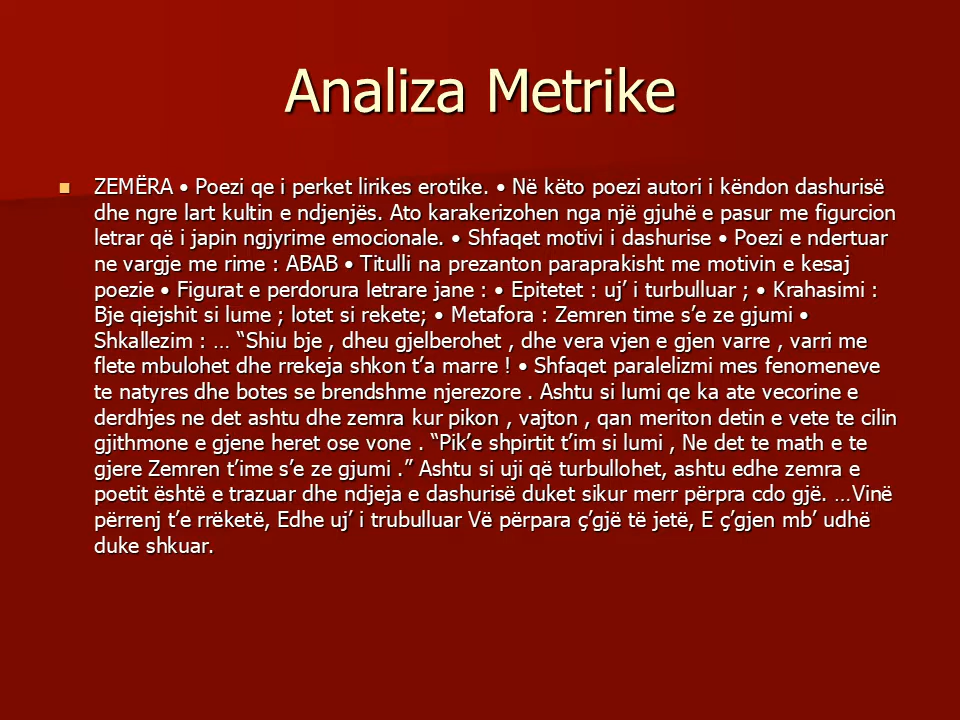 Analiza Metrike
ZEMËRA • Poezi qe i perket lirikes erotike. • Në këto poezi autori i këndon dashurisë
dhe ngre lart kultin e ndjenjës. Ato karakerizohen nga një gjuhë e pasur me figurcion
letrar që i japin ngjyrime emocionale. • Shfaqet motivi i dashurise • Poezi e ndertuar
ne vargje me rime : ABAB • Titulli na prezanton paraprakisht me motivin e kesaj
poezie • Figurat e perdorura letrare jane : • Epitetet : uj’ i turbulluar ; • Krahasimi :
Bje qiejshit si lume ; lotet si rekete; • Metafora : Zemren time s’e ze gjumi •
Shkallezim : … “Shiu bje , dheu gjelberohet , dhe vera vjen e gjen varre , varri me
flete mbulohet dhe rrekeja shkon t’a marre ! • Shfaqet paralelizmi mes fenomeneve
te natyres dhe botes se brendshme njerezore . Ashtu si lumi qe ka ate vecorine e
derdhjes ne det ashtu dhe zemra kur pikon , vajton , qan meriton detin e vete te cilin
gjithmone e gjene heret ose vone . “Pik’e shpirtit t’im si lumi , Ne det te math e te
gjere Zemren t’ime s’e ze gjumi .” Ashtu si uji që turbullohet, ashtu edhe zemra e
poetit është e trazuar dhe ndjeja e dashurisë duket sikur merr përpra cdo gjë. …Vinë
përrenj t’e rrëketë, Edhe uj’ i trubulluar Vë përpara ç’gjë të jetë, E ç’gjen mb’ udhë
duke shkuar.